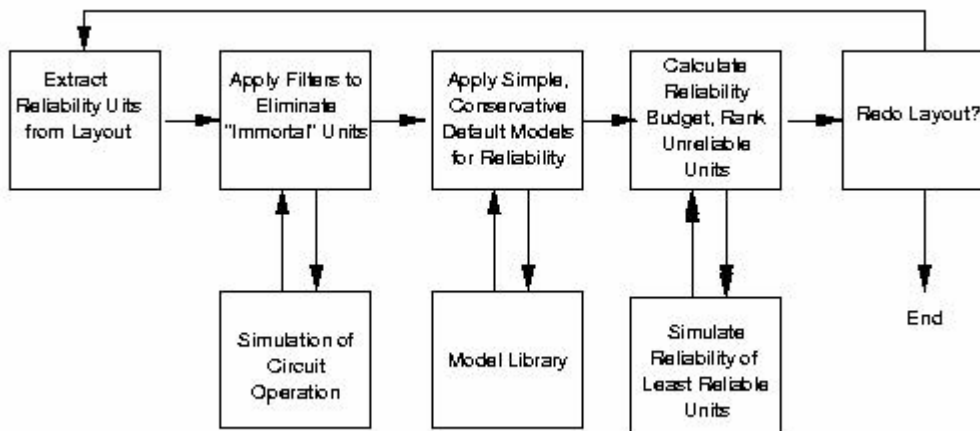 Extract
Reliability Uits
from Layout
Apply Filters to
Eliminate
"Immortal" Units
Apply Simple,
Conservative
Default Models
for Reliability
Calculate
Reliability
Budget, Rank
Unreliable
Units
Redo Layout?
Simulation of
Circuit
Operation
Model Library
Simulate
Reliability of
Least Reliable
Units
End